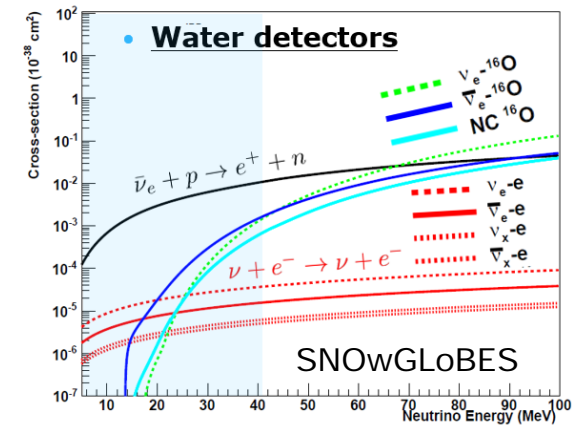 • Water detectors
Cross-section (10⁻³⁸ cm²)
10²
10
1
10⁻¹
10⁻²
10⁻³
10⁻⁴
10⁻⁵
10⁻⁶
10⁻⁷
νₑ-¹⁶O
ν̅ₑ-¹⁶O
NC ¹⁶O
ν̄ₑ + p → e⁺ + n
νₑ-e
ν̅ₑ-e
νₓ-e
ν̅ₓ-e
ν + e⁻ → ν + e⁻
SNOwGLoBES
10 20 30 40 50 60 70 80 90 100
Neutrino Energy (MeV)